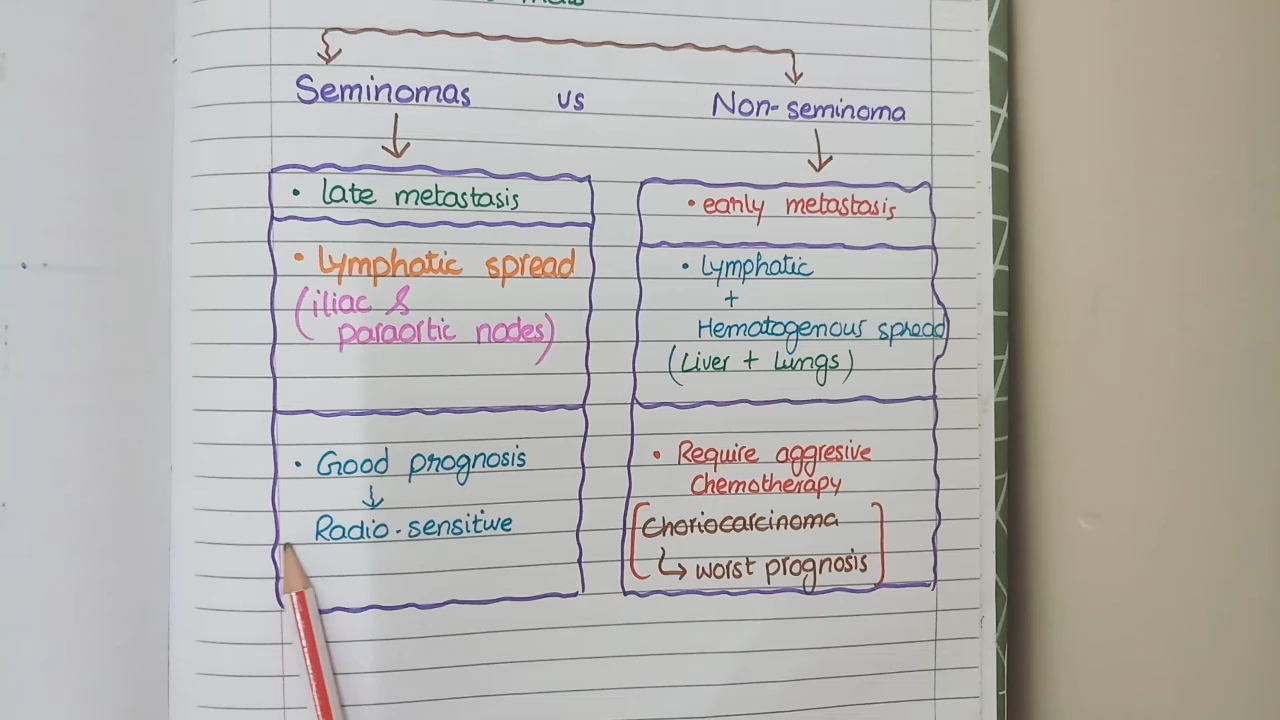 Seminomas vs Non-seminoma
• late metastasis
• Lymphatic spread
(iliac &
paraortic nodes)
• Good prognosis
↓
Radio-sensitive
• early metastasis
• Lymphatic
+
Hematogenous spread
(Liver + Lungs)
• Require aggresive
Chemotherapy
[Choriocarcinoma
↳ worst prognosis]